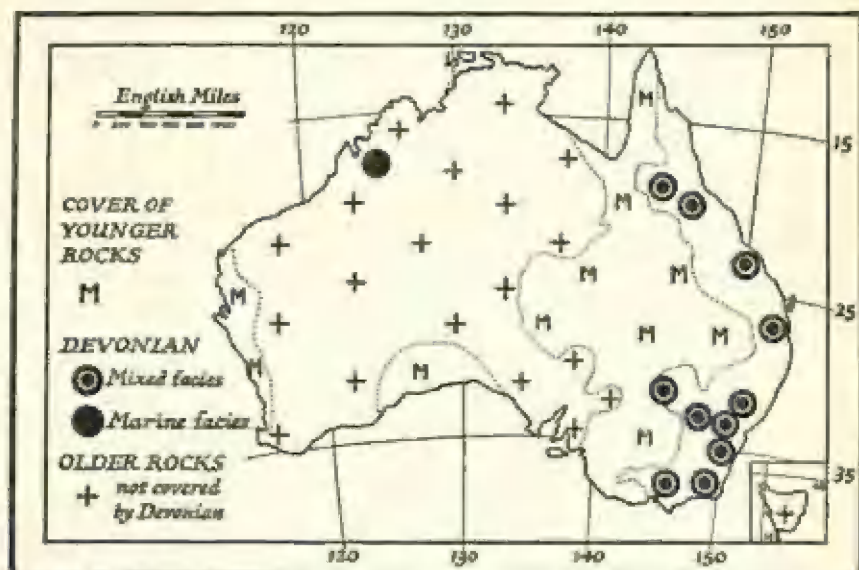 120 130 140 150
English Miles
15
COVER OF
YOUNGER
ROCKS
M
25
DEVONIAN
Mixed facies
Marine facies
OLDER ROCKS
+ not covered
by Devonian
35
120 130 140 150
M
M
M
M
M
M
M
M
M
M
M
M